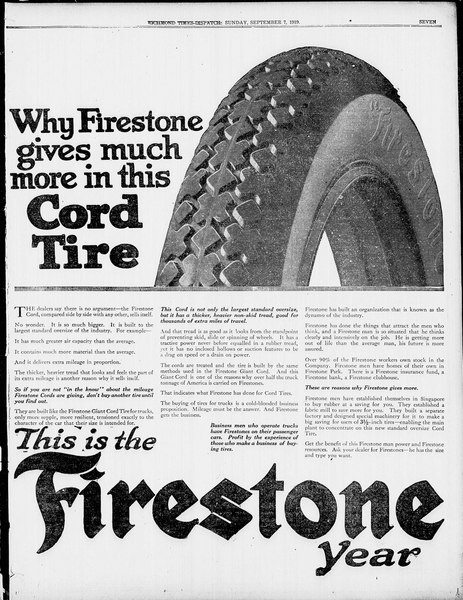 RICHMOND TIMES-DISPATCH: SUNDAY, SEPTEMBER 7, 1919.
SEVEN
Why Firestone
gives much
more in this
Cord
Tire
Firestone
THE dealers say there is no argument—the Firestone
Cord, compared side by side with any other, sells itself.
No wonder. It is so much bigger. It is built to the
largest standard oversize of the industry. For example—
It has much greater air capacity than the average.
It contains much more material than the average.
And it delivers extra mileage in proportion.
The thicker, heavier tread that looks and feels the part of
its extra mileage is another reason why it sells itself.
So if you are not "in the know" about the mileage
Firestone Cords are giving, don't buy another tire until
you find out.
They are built like the Firestone Giant Cord Tire for trucks,
only more supple, more resilient, tensioned exactly to the
character of the car that their size is intended for.
This Cord is not only the largest standard oversize,
but it has a thicker, heavier non-skid tread, good for
thousands of extra miles of travel.
And that tread is as good as it looks from the standpoint
of preventing skid, slide or spinning of wheels. It has a
tractive power never before equalled in a rubber tread,
yet it has no inclosed hollows or suction features to be
a drag on speed or a drain on power.
The cords are treated and the tire is built by the same
methods used in the Firestone Giant Cord. And this
Giant Cord is one of the reasons why over half the truck
tonnage of America is carried on Firestones.
That indicates what Firestone has done for Cord Tires.
The buying of tires for trucks is a cold-blooded business
proposition. Mileage must be the answer. And Firestone
gets the business.
Business men who operate trucks
have Firestones on their passenger
cars. Profit by the experience of
those who make a business of buy-
ing tires.
Firestone has built an organization that is known as the
dynamo of the industry.
Firestone has done the things that attract the men who
think, and a Firestone man is so situated that he thinks
clearly and incisively on the job. He is getting more
out of life than the average man, his future is more
assured.
Over 90% of the Firestone workers own stock in the
Company. Firestone men have homes of their own in
Firestone Park. There is a Firestone insurance fund, a
Firestone bank, a Firestone clubhouse.
These are reasons why Firestone gives more.
Firestone men have established themselves in Singapore
to buy rubber at a saving for you. They established a
fabric mill to save more for you. They built a separate
factory and designed special machinery for it to make a
big saving for users of 3½-inch tires—enabling the main
plant to concentrate on this new standard oversize Cord
Tire.
Get the benefit of this Firestone man power and Firestone
resources. Ask your dealer for Firestones—he has the size
and type you want.
This is the
Firestone
year